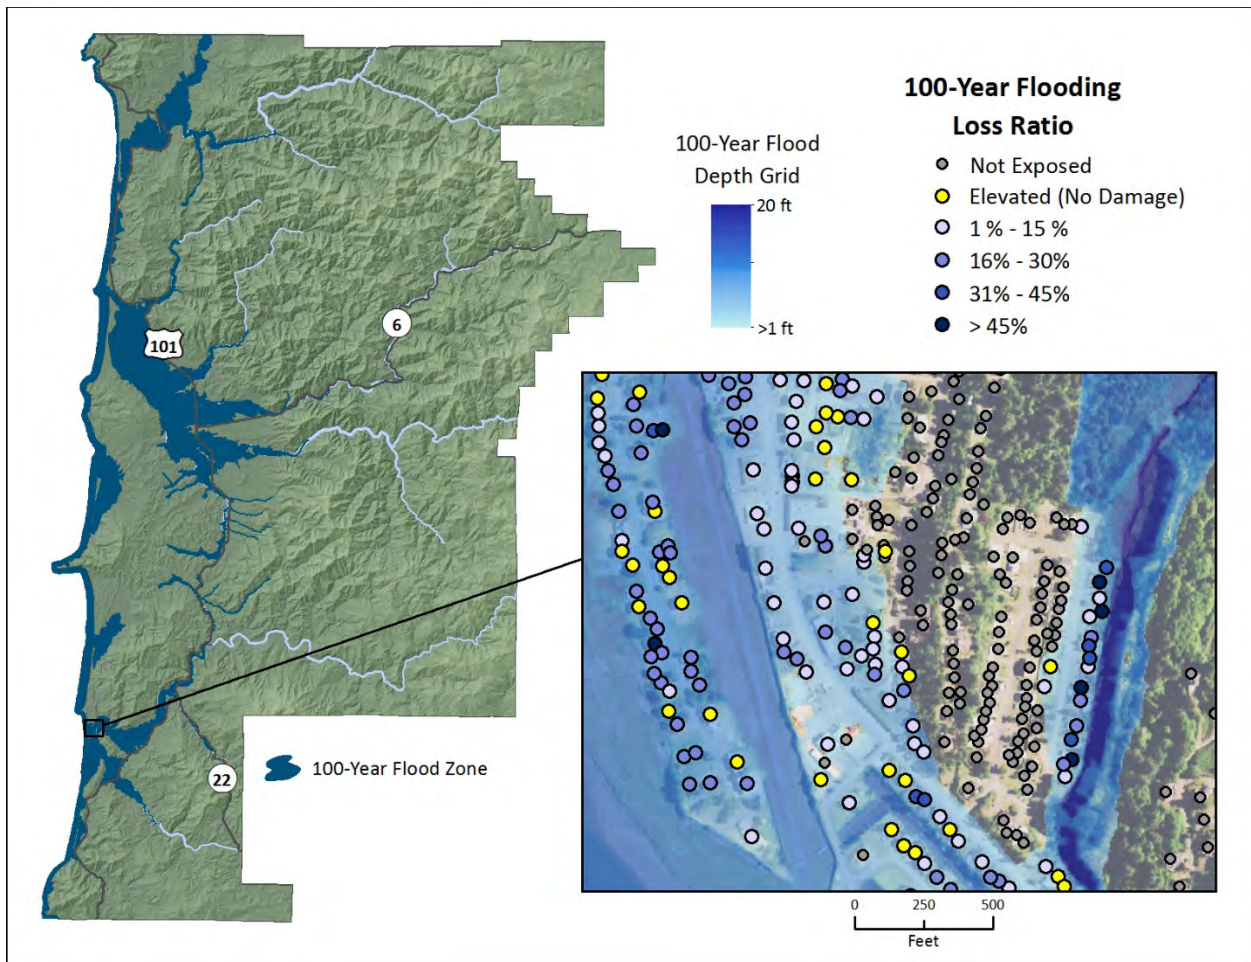 100-Year Flooding
Loss Ratio
Not Exposed
Elevated (No Damage)
1 % - 15 %
16% - 30%
31% - 45%
> 45%
100-Year Flood
Depth Grid
20 ft
>1 ft
6
101
22
100-Year Flood Zone
0 250 500
Feet